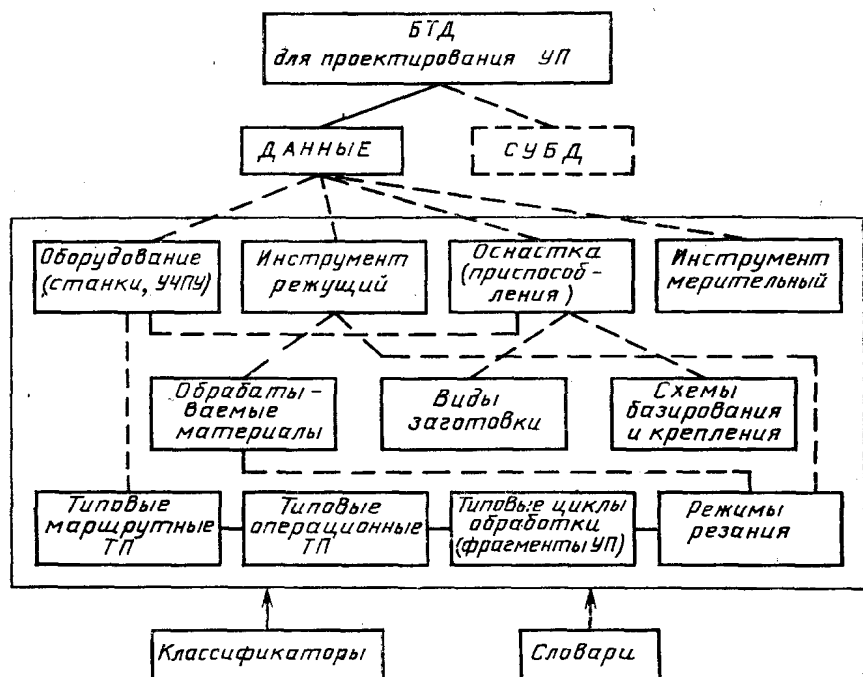 БТД
для проектирования УП
ДАННЫЕ
СУБД
Оборудование
(станки, УЧПУ)
Инструмент
режущий
Оснастка
(приспособ-
ления)
Инструмент
мерительный
Обрабаты-
ваемые
материалы
Виды
заготовки
Схемы
базирования
и крепления
Типовые
маршрутные
ТП
Типовые
операционные
ТП
Типовые циклы
обработки
(фрагменты УП)
Режимы
резания
Классификаторы
Словари